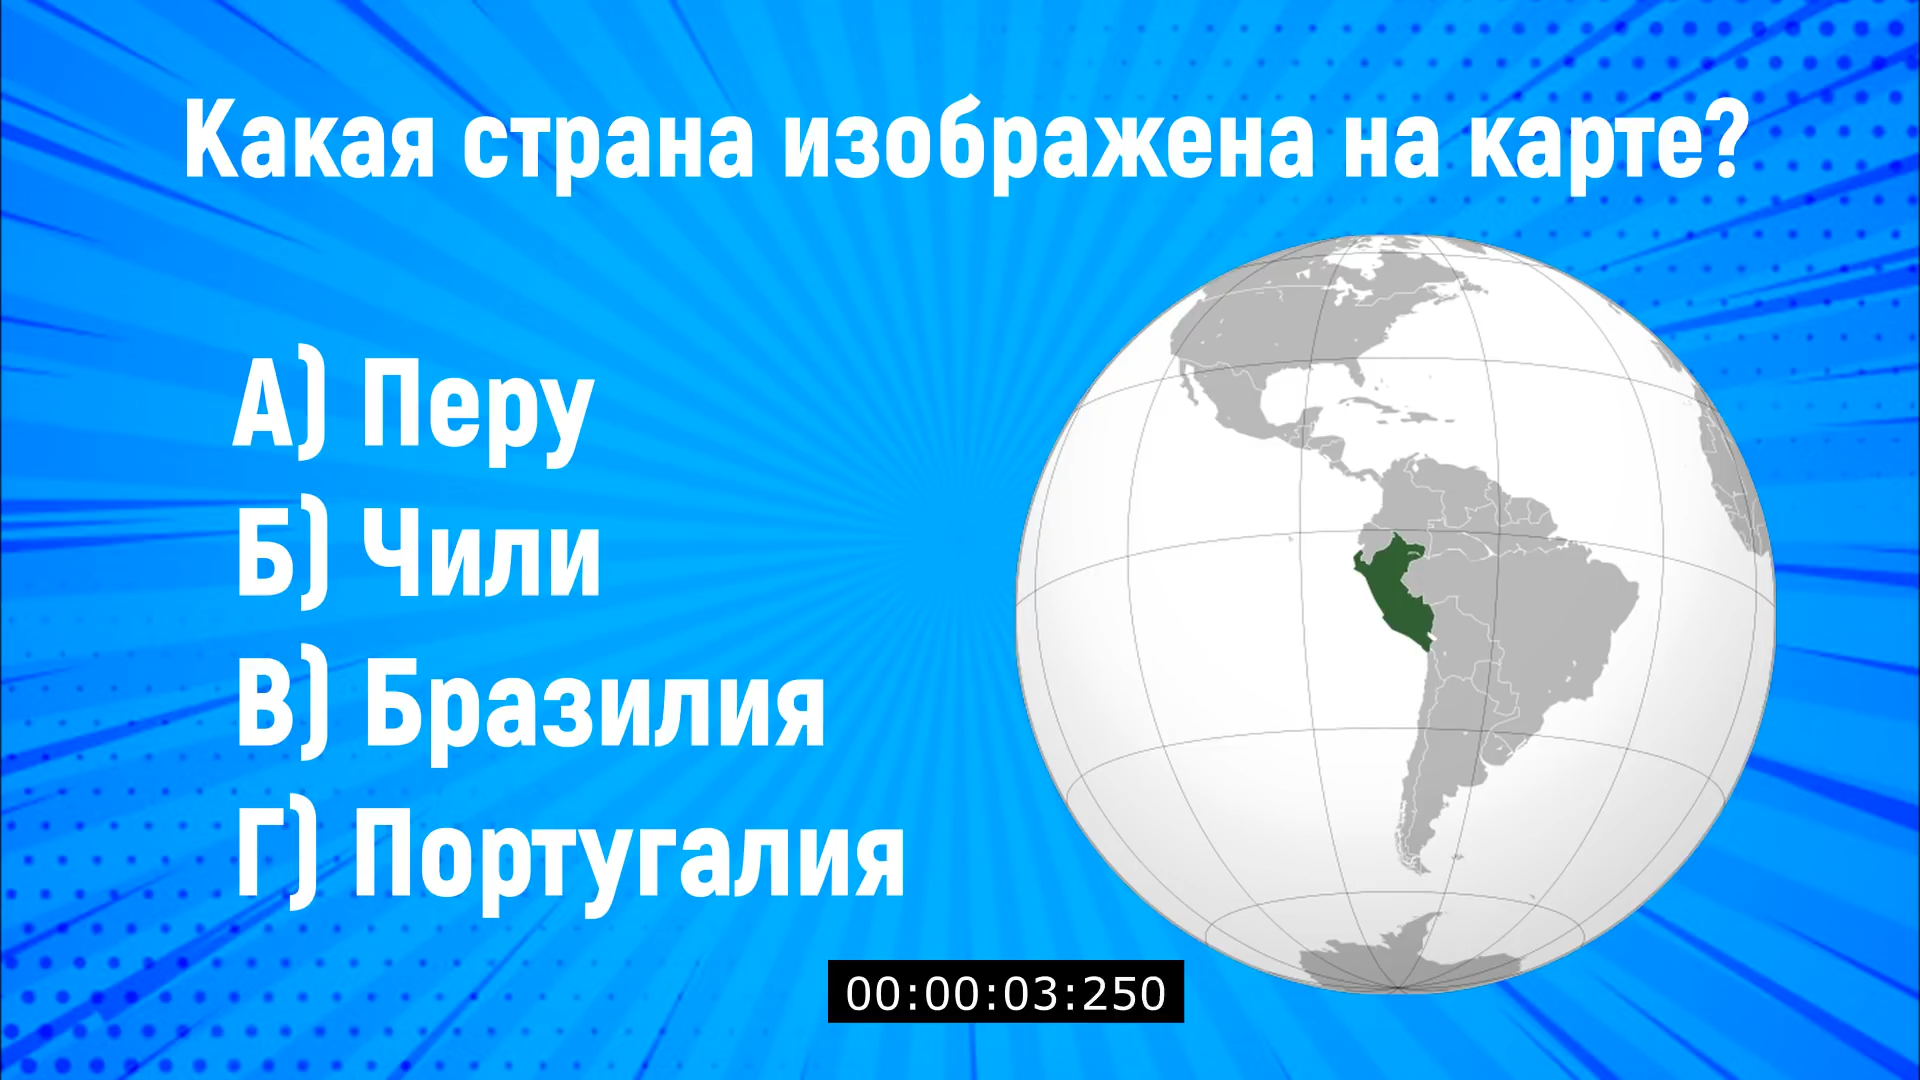 Какая страна изображена на карте?
А) Перу
Б) Чили
В) Бразилия
Г) Португалия
00:00:03:250